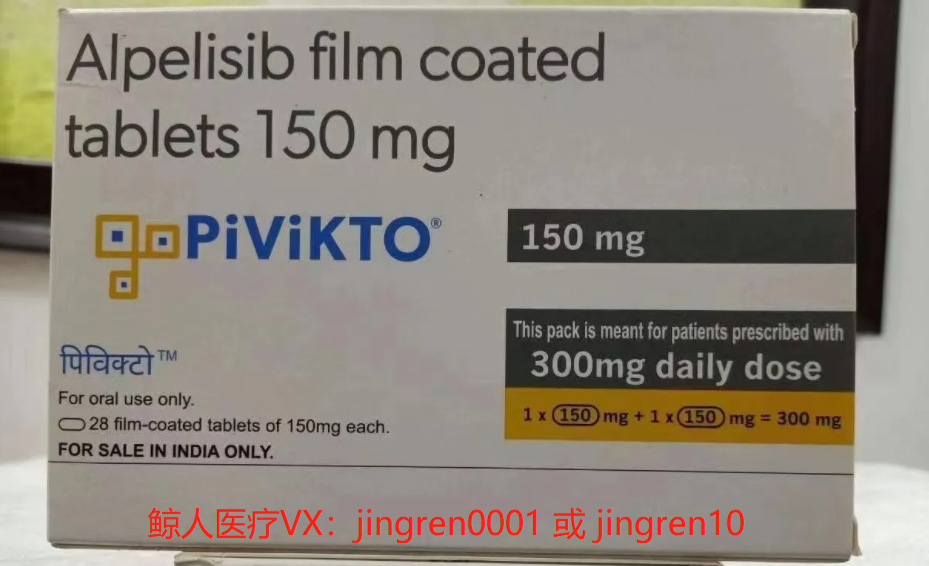 Alpelisib film coated
tablets 150 mg
PiViKTO®
150 mg
This pack is meant for patients prescribed with
300mg daily dose
1 x 150 mg + 1 x 150 mg = 300 mg
पिविक्टो™
For oral use only.
28 film-coated tablets of 150mg each.
FOR SALE IN INDIA ONLY.
鲸人医疗VX：jingren0001 或 jingren10